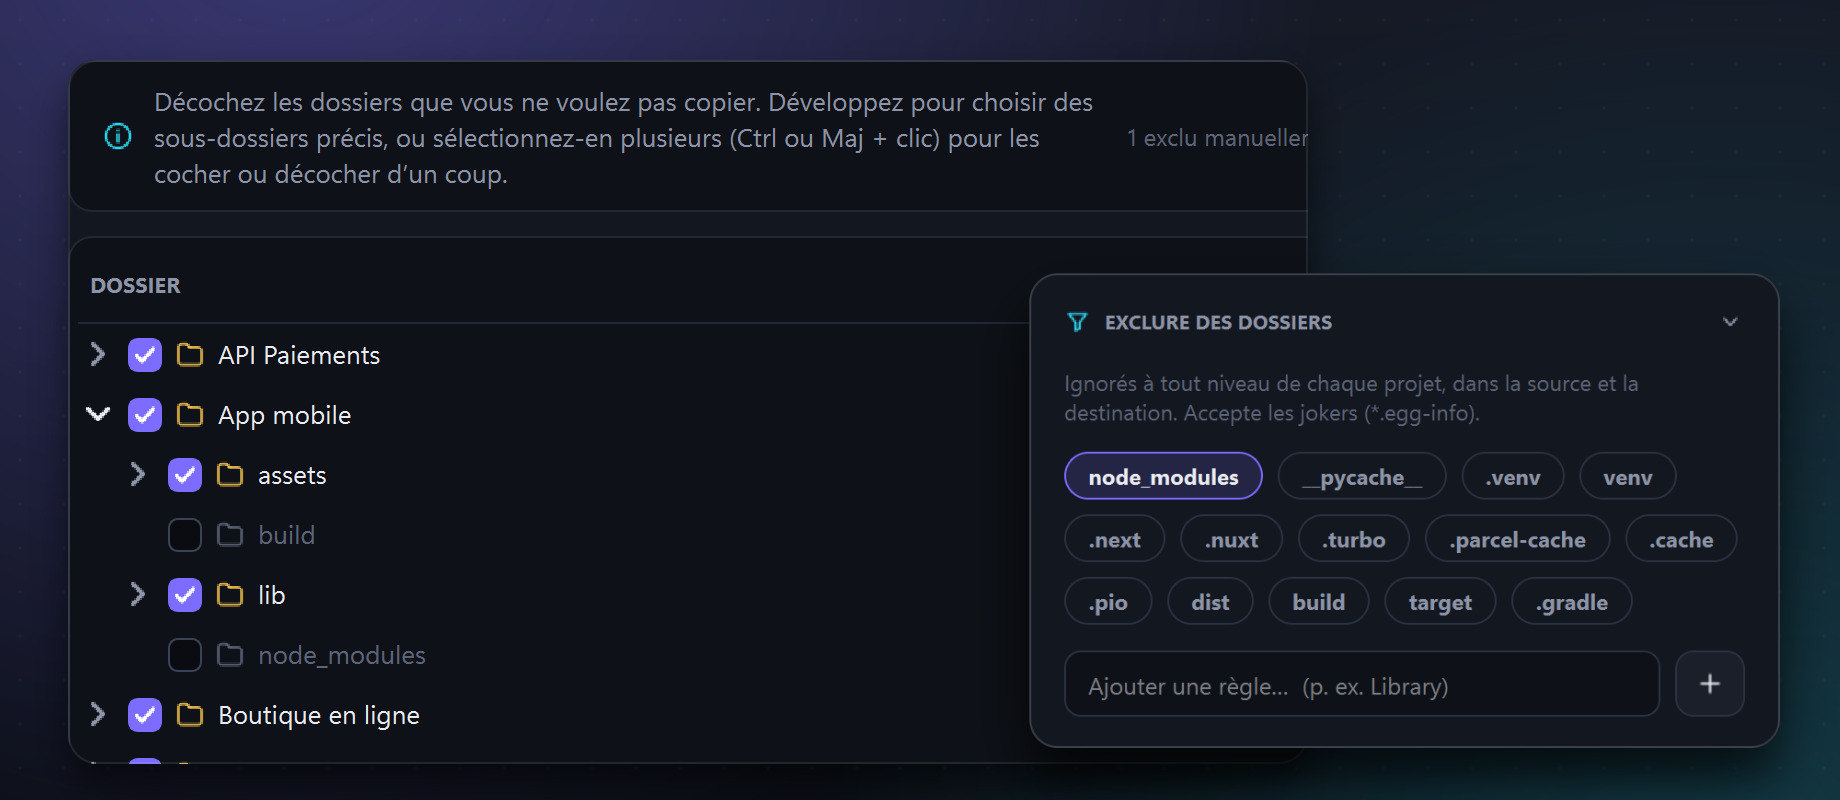 Décochez les dossiers que vous ne voulez pas copier. Développez pour choisir des
sous-dossiers précis, ou sélectionnez-en plusieurs (Ctrl ou Maj + clic) pour les
cocher ou décocher d’un coup.
1 exclu manueller
DOSSIER
API Paiements
App mobile
assets
build
lib
node_modules
Boutique en ligne
EXCLURE DES DOSSIERS
Ignorés à tout niveau de chaque projet, dans la source et la
destination. Accepte les jokers (*.egg-info).
node_modules __pycache__ .venv venv
.next .nuxt .turbo .parcel-cache .cache
.pio dist build target .gradle
Ajouter une règle... (p. ex. Library)